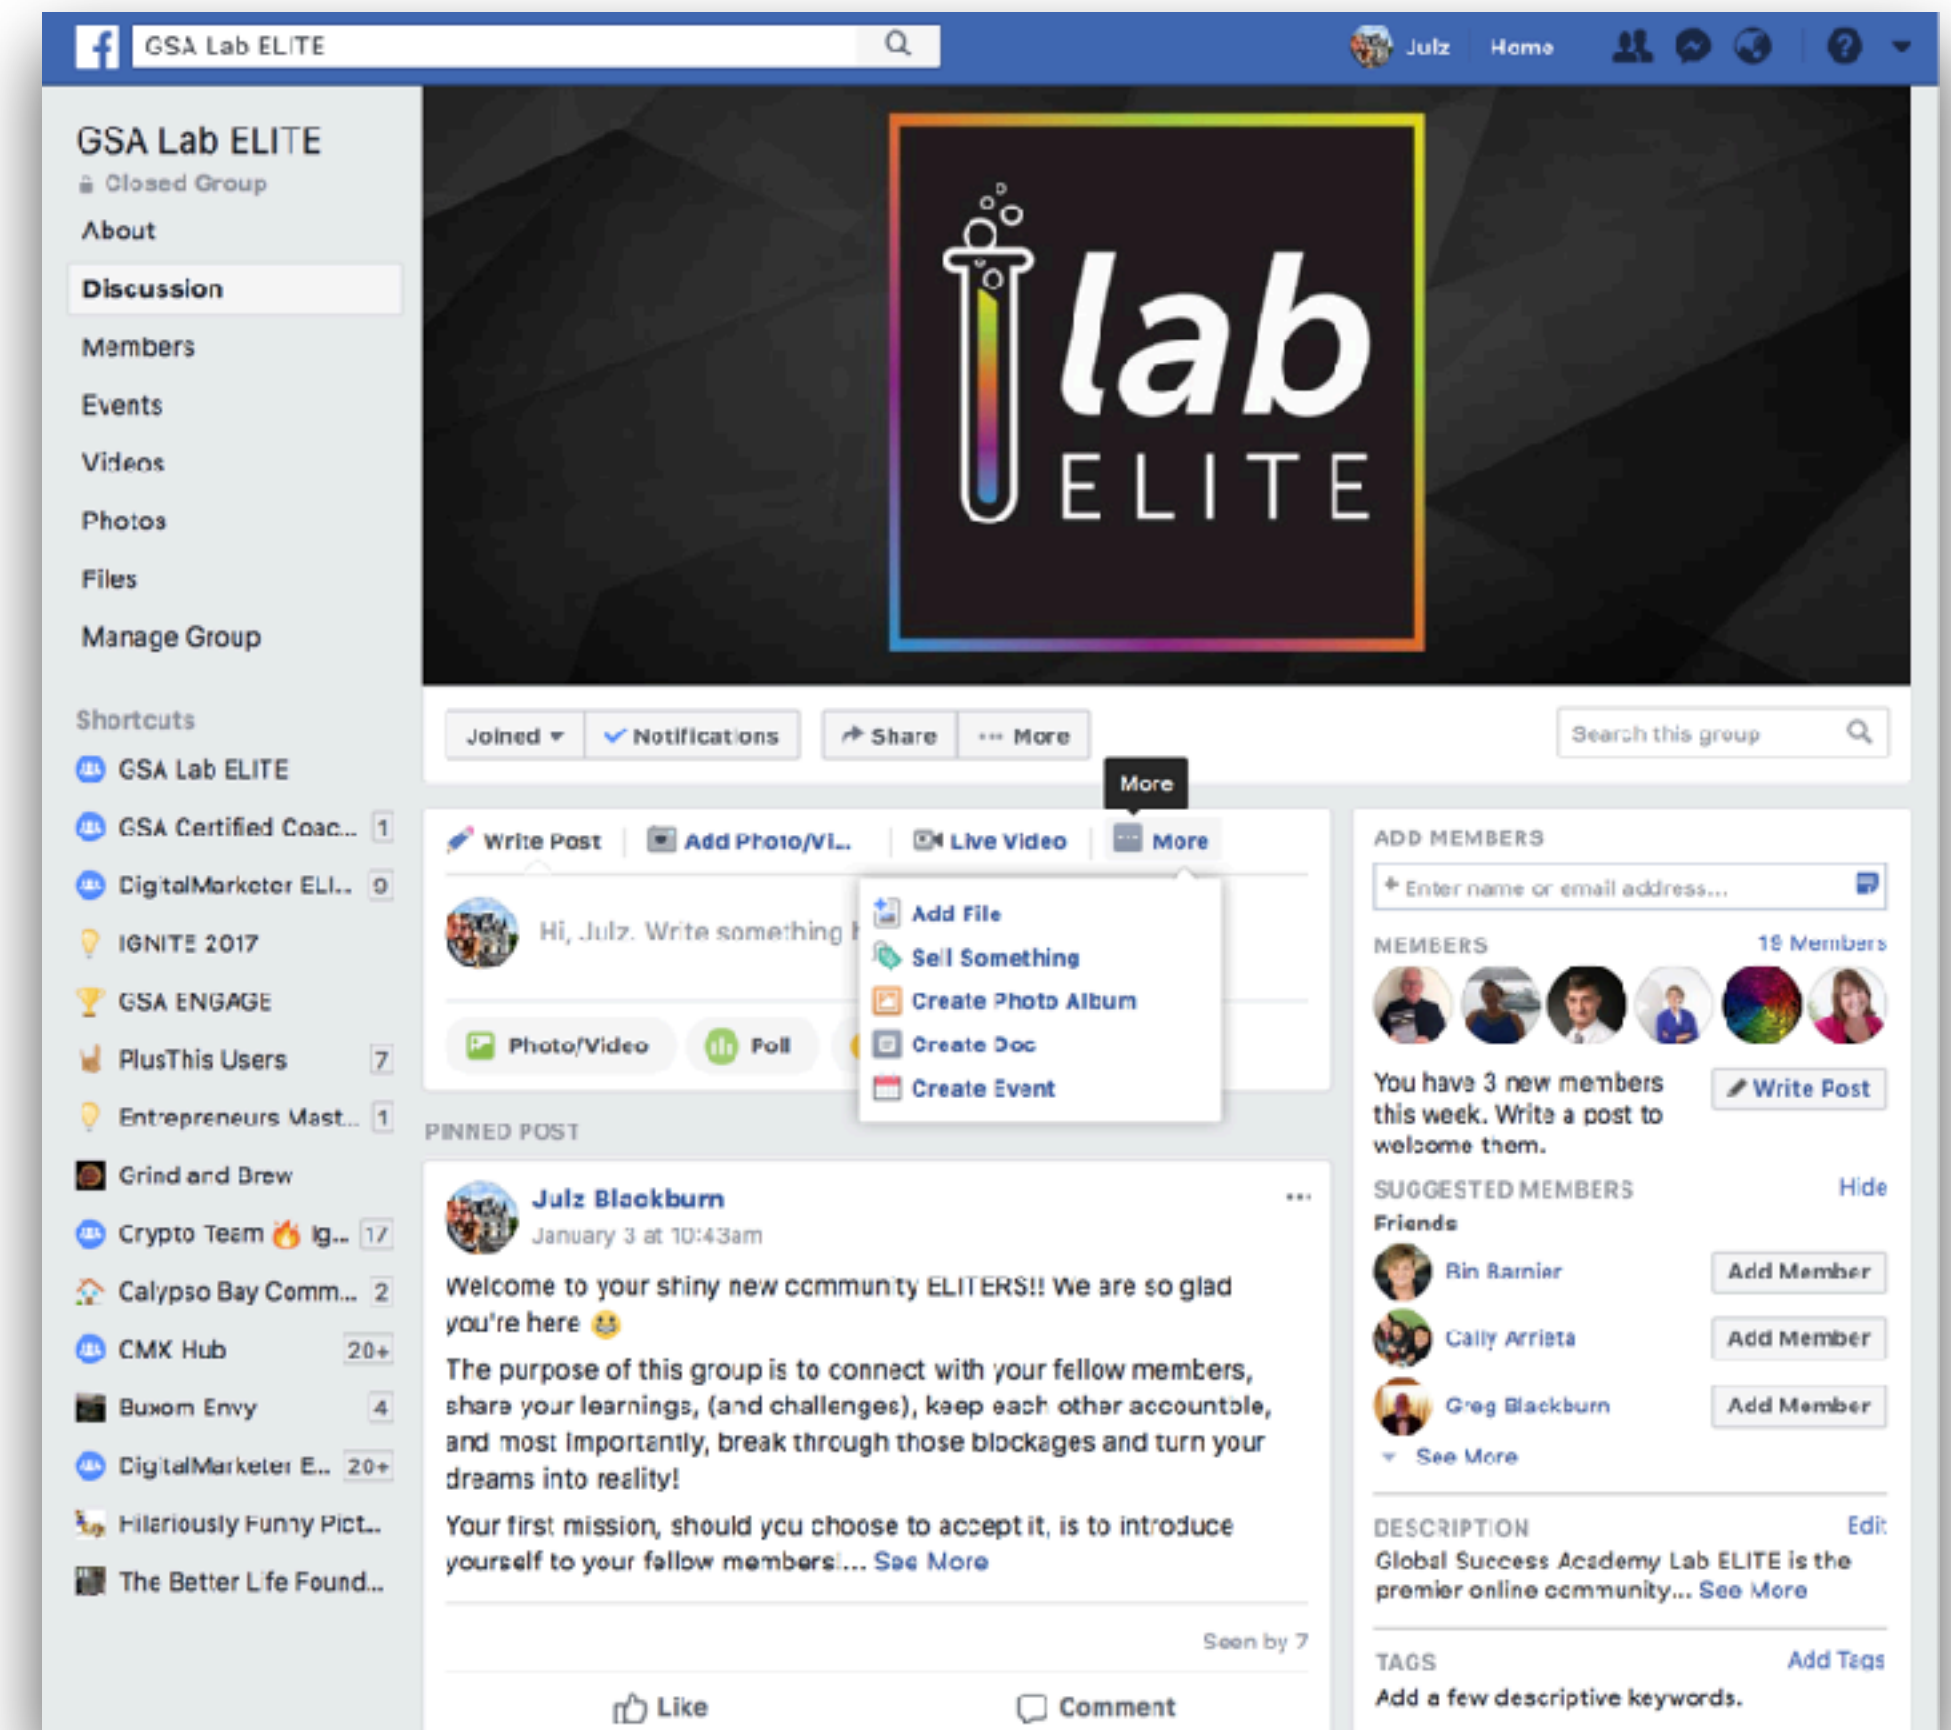 GSA Lab ELITE
Julz
Home
GSA Lab ELITE
Closed Group
About
Discussion
Members
Events
Videos
Photos
Files
Manage Group
Shortcuts
GSA Lab ELITE
GSA Certified Coac... 1
DigitalMarketer ELI... 9
IGNITE 2017
GSA ENGAGE
PlusThis Users 7
Entrepreneurs Mast... 1
Grind and Brew
Crypto Team 🔥 Ig... 17
Calypso Bay Comm... 2
CMX Hub 20+
Buxom Envy 4
DigitalMarketer E... 20+
Hilariously Funny Pict...
The Better Life Found...
lab
ELITE
Joined
Notifications
Share
More
Search this group
More
Write Post
Add Photo/Vi...
Live Video
More
Hi, Julz. Write something
Add File
Sell Something
Create Photo Album
Create Doc
Create Event
Photo/Video
Poll
PINNED POST
Julz Blackburn
January 3 at 10:43am
Welcome to your shiny new community ELITERS!! We are so glad
you're here 😃
The purpose of this group is to connect with your fellow members,
share your learnings, (and challenges), keep each other accountble,
and most importantly, break through those blockages and turn your
dreams into reality!
Your first mission, should you choose to accept it, is to introduce
yourself to your fellow members!... See More
Seen by 7
Like
Comment
ADD MEMBERS
+ Enter name or email address...
MEMBERS
19 Members
You have 3 new members
this week. Write a post to
welcome them.
Write Post
SUGGESTED MEMBERS
Hide
Friends
Bin Barnier
Add Member
Cally Arrieta
Add Member
Greg Blackburn
Add Member
See More
DESCRIPTION
Edit
Global Success Academy Lab ELITE is the
premier online community... See More
TAGS
Add Tags
Add a few descriptive keywords.